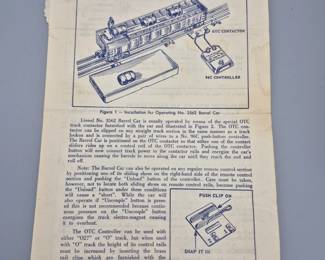 OTC CONTACTOR
90C CONTROLLER
Figure 1 — Installation for Operating No. 3562 Barrel Car
Lionel No. 3562 Barrel Car is usually operated by means of the special OTC
track contactor furnished with the car and illustrated in Figure 2. The OTC con-
tactor can be clipped on any straight track section in the same manner as a track
lockon and is connected by a pair of wires to a No. 90C push-button controller.
The Barrel Car is positioned on the contactor so that either one of the contact
sliders rides up on a control rail of the OTC contactor. Pushing the controller
button will now connect track power to the contactor rails and energize the car's
mechanism causing the barrels to move along the car until they reach the end and
roll off.
Note: The Barrel Car can also be operated on any regular remote control section
by positioning one of its sliding shoes on the right-hand side of the remote control
section and pushing the "Unload" button of the controller. Care must be taken,
however, not to locate both sliding shoes on the remote control rails, because pushing
"Unload" button under these conditions
will cause a "short". While the car will
also operate if "Uncouple" button is pres-
sed this is not recommended because contin-
uous pressure on the "Uncouple" button
energizes the track electro-magnet causing
it to overheat.
The OTC Controller can be used with
either "O27" or "O" track, but when used
with "O" track the height of its control rails
must be increased by inserting the brass
rail clips which are furnished with the
PUSH CLIP ON
SNAP IT IN